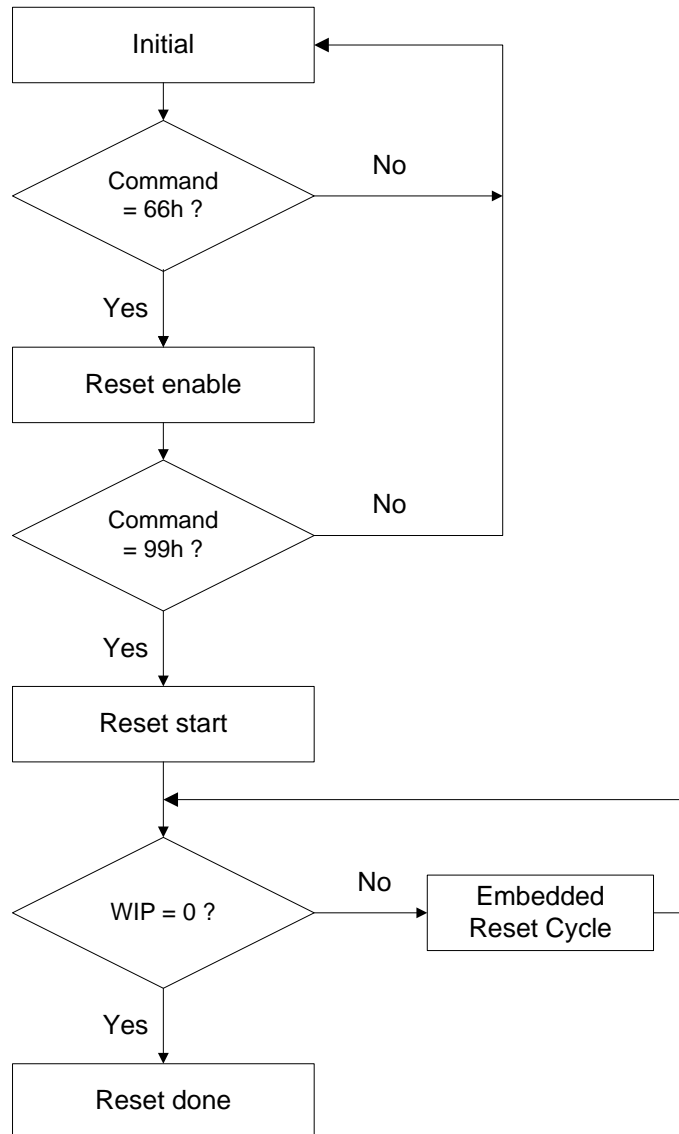 Initial
Command
= 66h ?
No
Yes
Reset enable
Command
= 99h ?
No
Yes
Reset start
WIP = 0 ?
No
Embedded
Reset Cycle
Yes
Reset done